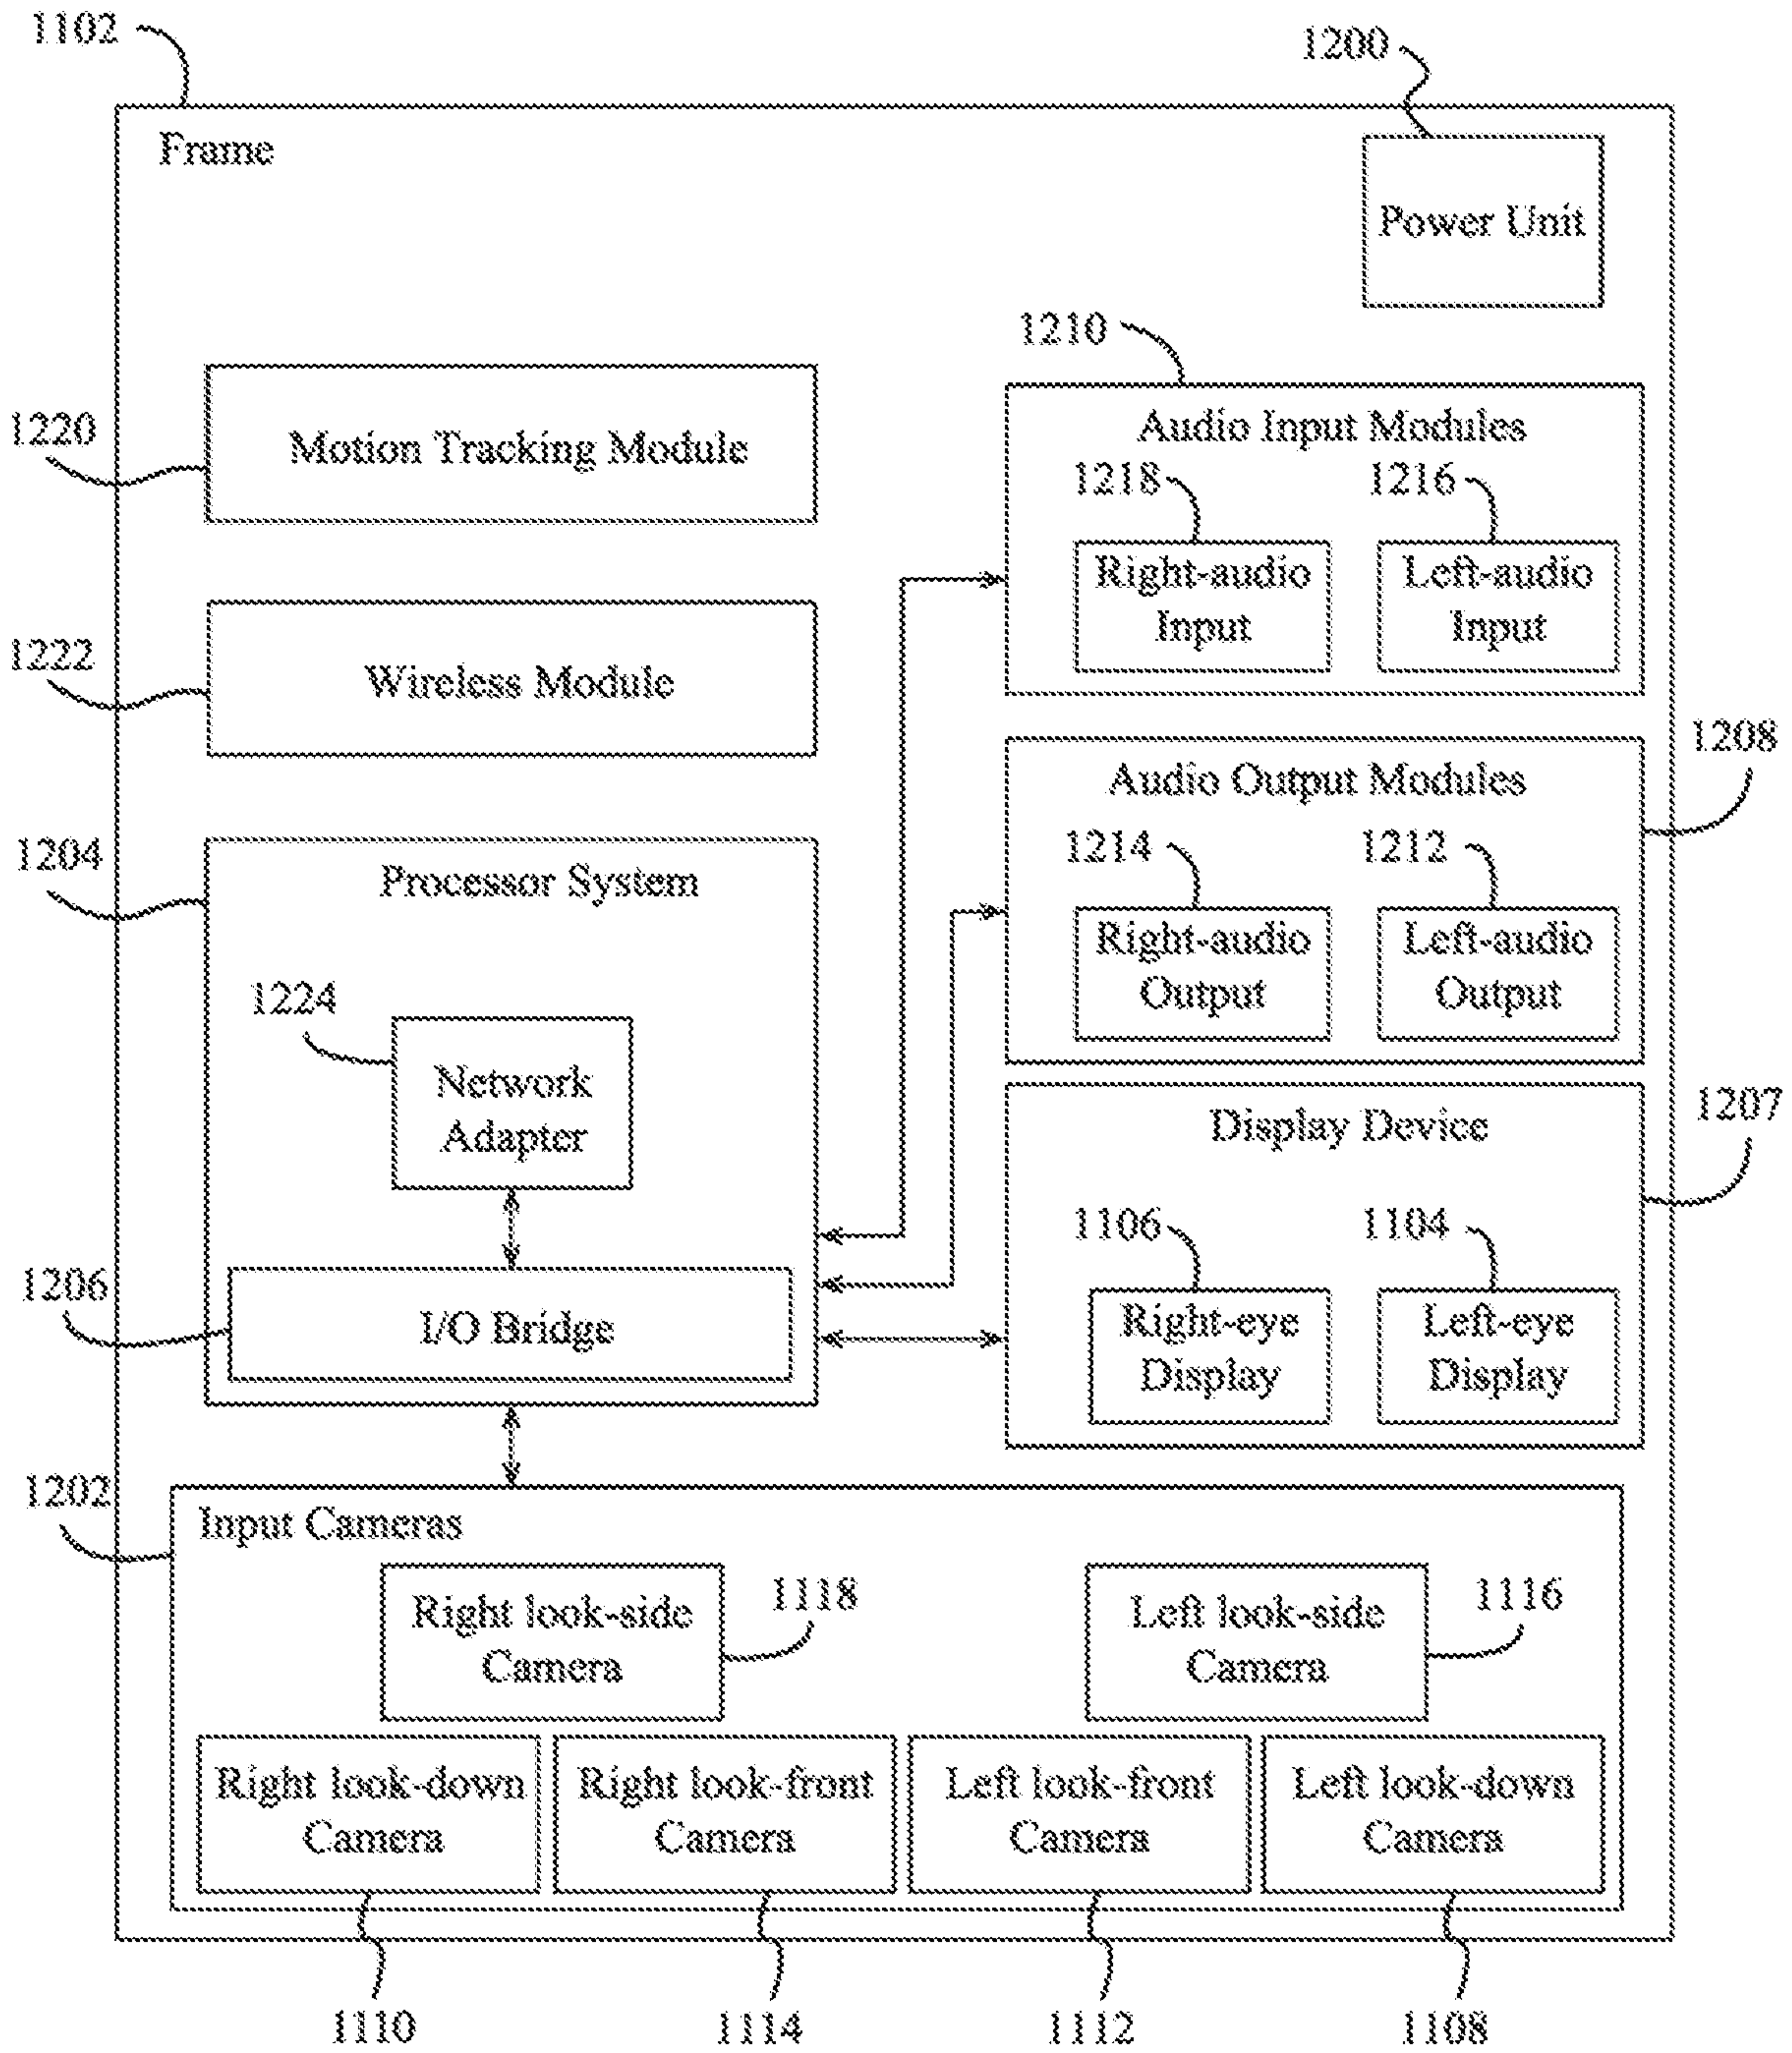 1102
1200
Frame
Power Unit
1210
1220
Motion Tracking Module
Audio Input Modules
1218
1216
Right-audio
Input
Left-audio
Input
1222
Wireless Module
1208
Audio Output Modules
1214
1212
Right-audio
Output
Left-audio
Output
1204
Processor System
1224
Network
Adapter
1207
Display Device
1106
1104
Right-eye
Display
Left-eye
Display
1206
I/O Bridge
1202
Input Cameras
Right look-side
Camera
1118
Left look-side
Camera
1116
Right look-down
Camera
Right look-front
Camera
Left look-front
Camera
Left look-down
Camera
1110
1114
1112
1108